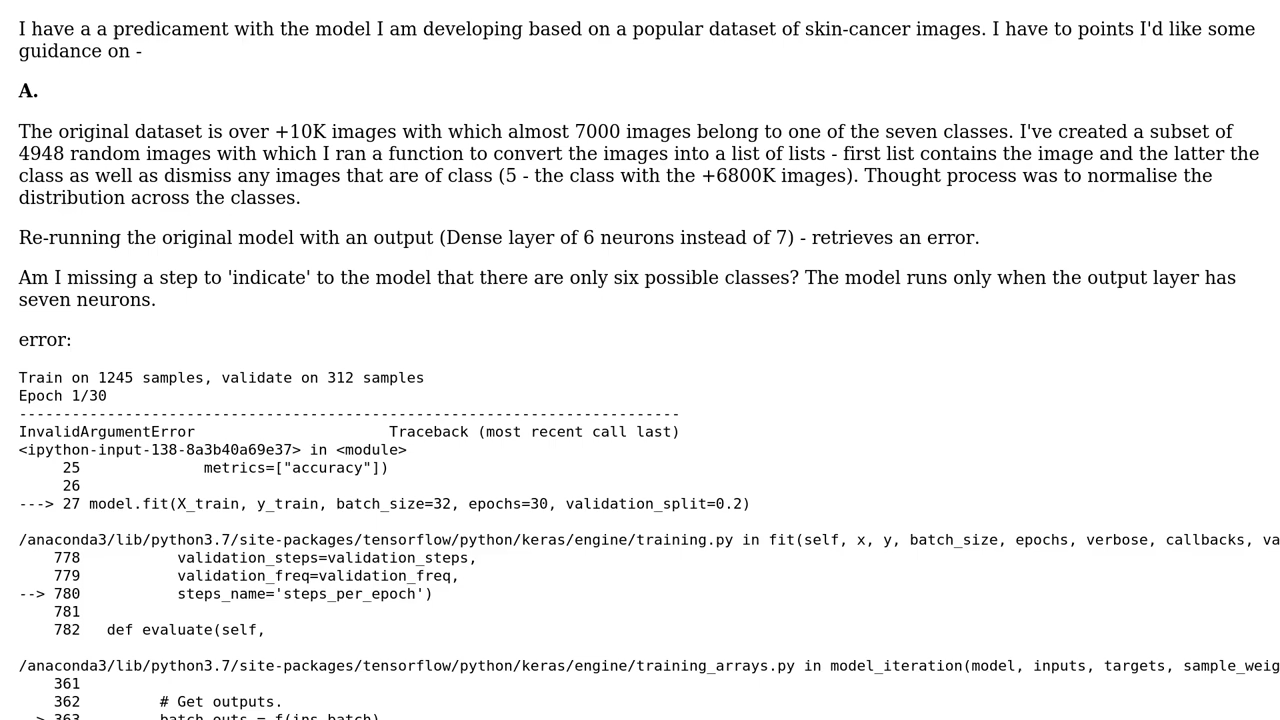 I have a a predicament with the model I am developing based on a popular dataset of skin-cancer images. I have to points I'd like some
guidance on -
A.
The original dataset is over +10K images with which almost 7000 images belong to one of the seven classes. I've created a subset of
4948 random images with which I ran a function to convert the images into a list of lists - first list contains the image and the latter the
class as well as dismiss any images that are of class (5 - the class with the +6800K images). Thought process was to normalise the
distribution across the classes.
Re-running the original model with an output (Dense layer of 6 neurons instead of 7) - retrieves an error.
Am I missing a step to 'indicate' to the model that there are only six possible classes? The model runs only when the output layer has
seven neurons.
error:
Train on 1245 samples, validate on 312 samples
Epoch 1/30
---------------------------------------------------------------------------
InvalidArgumentError                      Traceback (most recent call last)
<ipython-input-138-8a3b40a69e37> in <module>
     25              metrics=["accuracy"])
     26
---> 27 model.fit(X_train, y_train, batch_size=32, epochs=30, validation_split=0.2)
/anaconda3/lib/python3.7/site-packages/tensorflow/python/keras/engine/training.py in fit(self, x, y, batch_size, epochs, verbose, callbacks, va
    778           validation_steps=validation_steps,
    779           validation_freq=validation_freq,
--> 780           steps_name='steps_per_epoch')
    781
    782   def evaluate(self,
/anaconda3/lib/python3.7/site-packages/tensorflow/python/keras/engine/training_arrays.py in model_iteration(model, inputs, targets, sample_weig
    361
    362         # Get outputs.
--> 363         batch_outs = f(ins_batch)